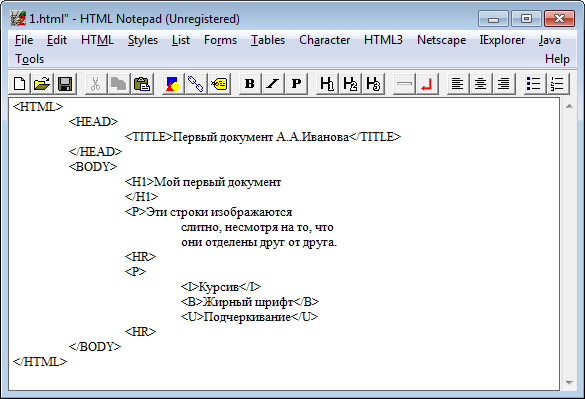 1.html" - HTML Notepad (Unregistered)
File Edit HTML Styles List Forms Tables Character HTML3 Netscape IExplorer Java
Tools Help
B I P H1 H2 H3
<HTML>
<HEAD>
<TITLE>Первый документ А.А.Иванова</TITLE>
</HEAD>
<BODY>
<H1>Мой первый документ
</H1>
<P>Эти строки изображаются
слитно, несмотря на то, что
они отделены друг от друга.
<HR>
<P>
<I>Курсив</I>
<B>Жирный шрифт</B>
<U>Подчеркивание</U>
<HR>
</BODY>
</HTML>